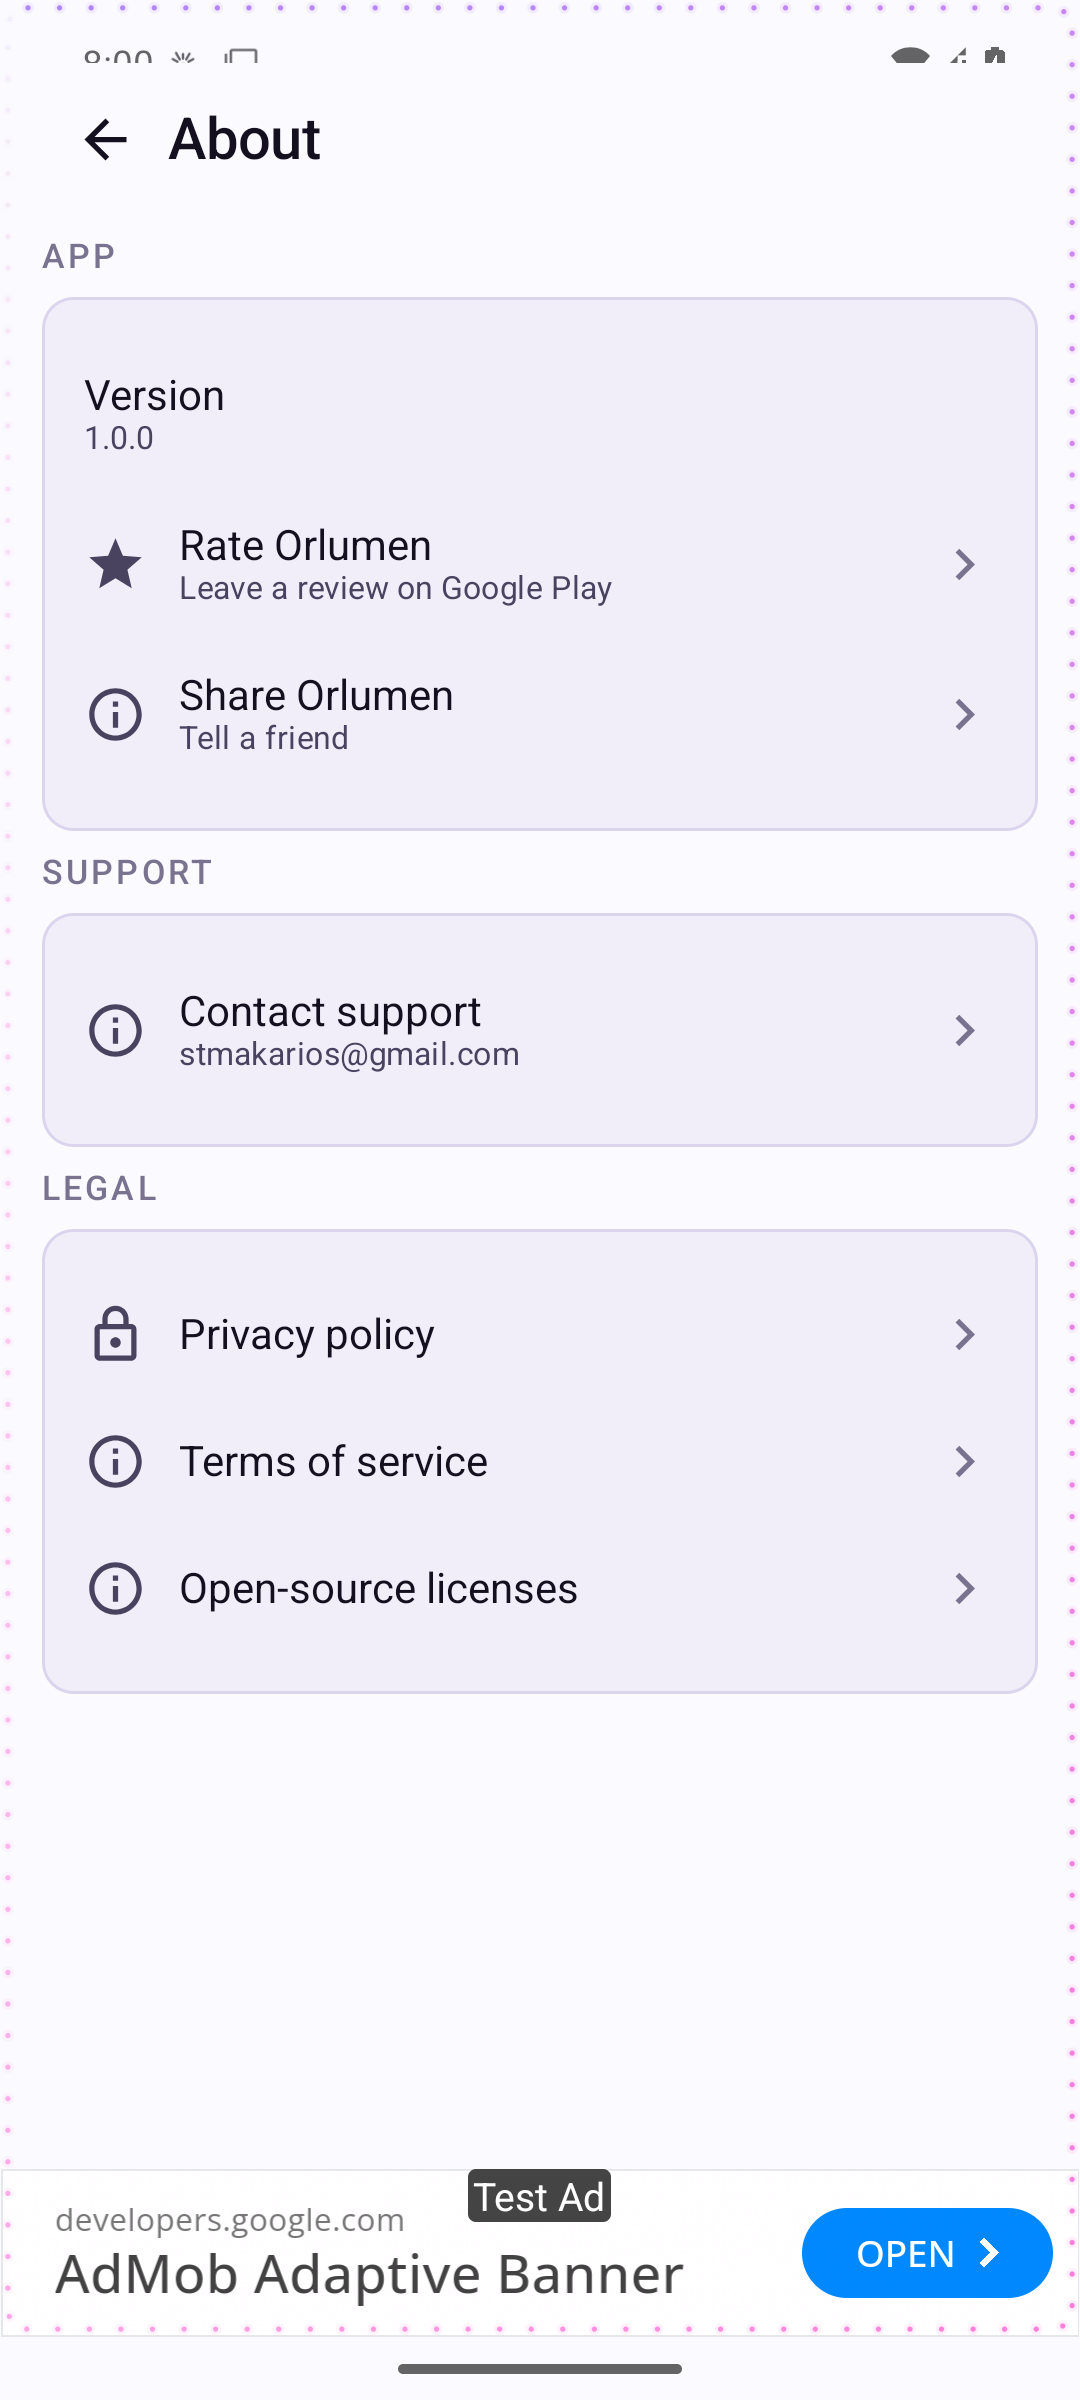 8:00
About
APP
Version
1.0.0
Rate Orlumen
Leave a review on Google Play
Share Orlumen
Tell a friend
SUPPORT
Contact support
stmakarios@gmail.com
LEGAL
Privacy policy
Terms of service
Open-source licenses
Test Ad
developers.google.com
AdMob Adaptive Banner
OPEN